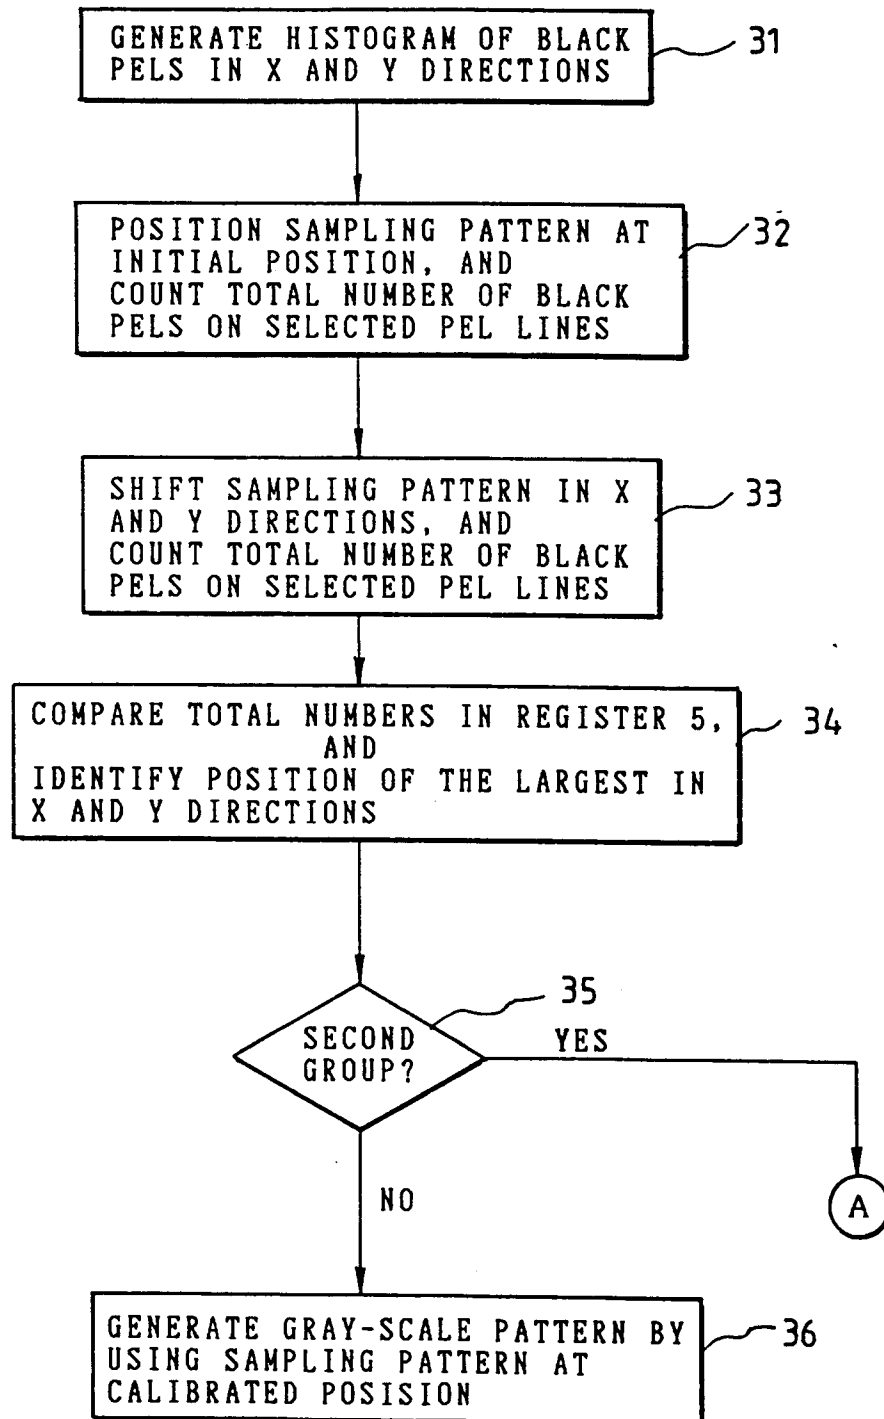 GENERATE HISTOGRAM OF BLACK
PELS IN X AND Y DIRECTIONS
31
POSITION SAMPLING PATTERN AT
INITIAL POSITION, AND
COUNT TOTAL NUMBER OF BLACK
PELS ON SELECTED PEL LINES
32
SHIFT SAMPLING PATTERN IN X
AND Y DIRECTIONS, AND
COUNT TOTAL NUMBER OF BLACK
PELS ON SELECTED PEL LINES
33
COMPARE TOTAL NUMBERS IN REGISTER 5,
AND
IDENTIFY POSITION OF THE LARGEST IN
X AND Y DIRECTIONS
34
SECOND
GROUP?
35
YES
A
NO
GENERATE GRAY-SCALE PATTERN BY
USING SAMPLING PATTERN AT
CALIBRATED POSISION
36